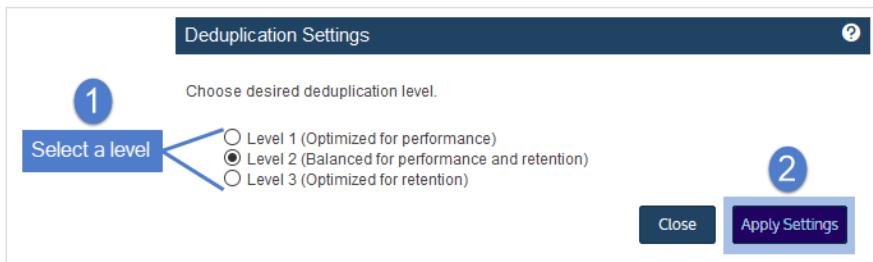 Deduplication Settings ?
Choose desired deduplication level.
1
Select a level
Level 1 (Optimized for performance)
Level 2 (Balanced for performance and retention)
Level 3 (Optimized for retention)
2
Close Apply Settings